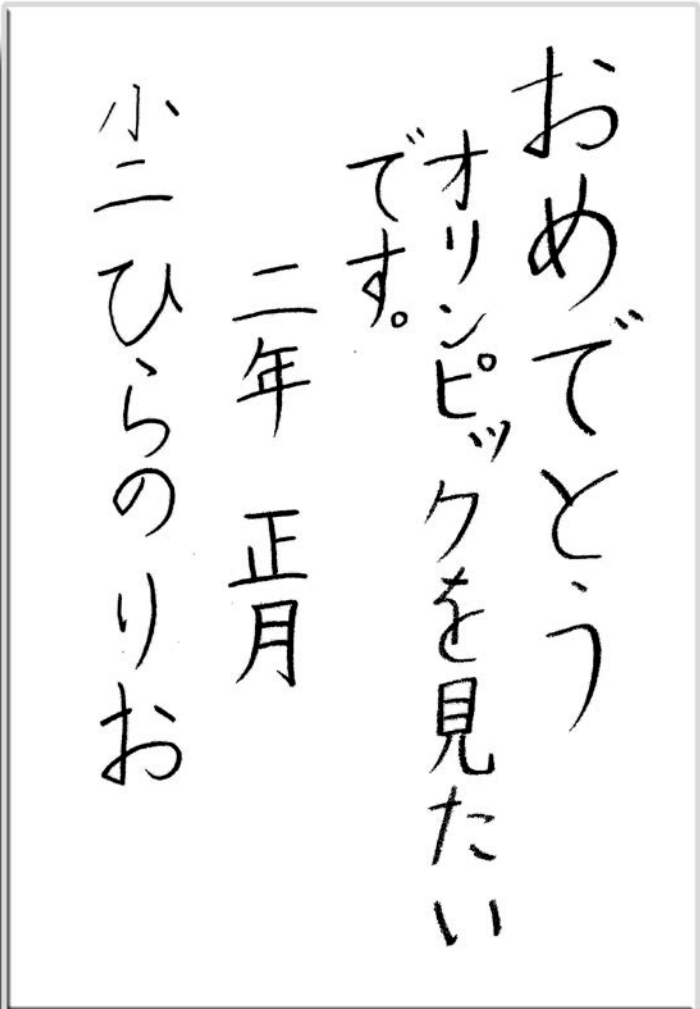 おめでとう
オリンピックを見たい
です。
二年 正月
小二 ひらの りお